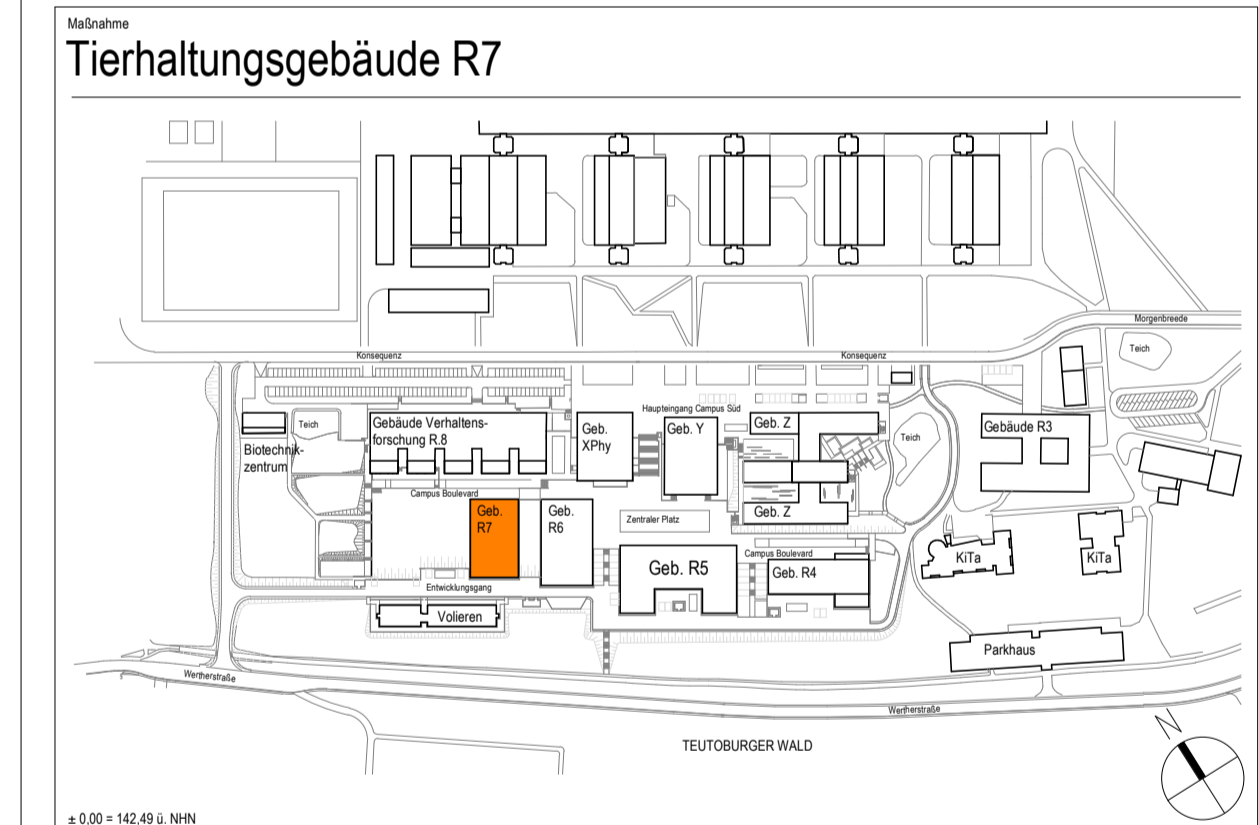 Maßnahme
Tierhaltungsgebäude R7
Morgenbreede
Teich
Konsequenz
Konsequenz
Haupteingang Campus Süd
Teich
Gebäude Verhaltens-
forschung R.8
Geb.
XPhy
Geb. Y
Geb. Z
Teich
Gebäude R3
Biotechnik-
zentrum
Campus Boulevard
Geb.
R7
Geb.
R6
Zentraler Platz
Geb. Z
Campus Boulevard
KiTa
KiTa
Geb. R5
Geb. R4
Entwicklungsgang
Volieren
Parkhaus
Wertherstraße
Wertherstraße
TEUTOBURGER WALD
N
± 0,00 = 142,49 ü. NHN